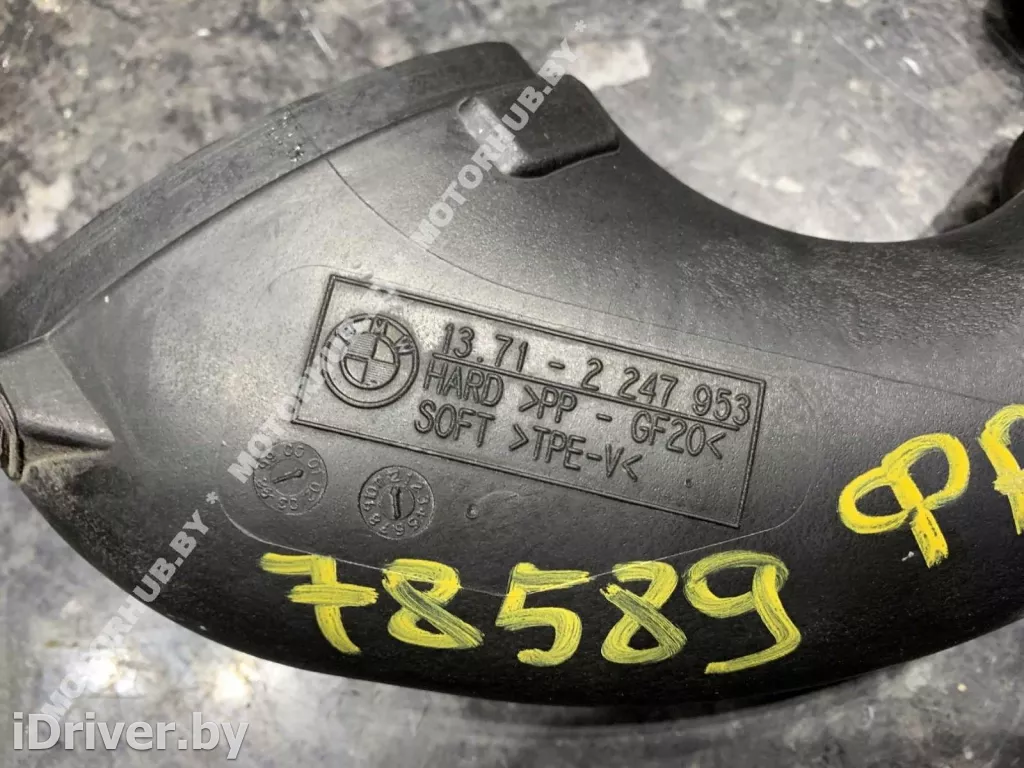 BMW
13.71 - 2 247 953
HARD >PP - GF20<
SOFT >TPE-V<
78589
MOTORHUB.BY *
MOTORHUB.BY *
MOTORHUB.BY *
iDriver.by